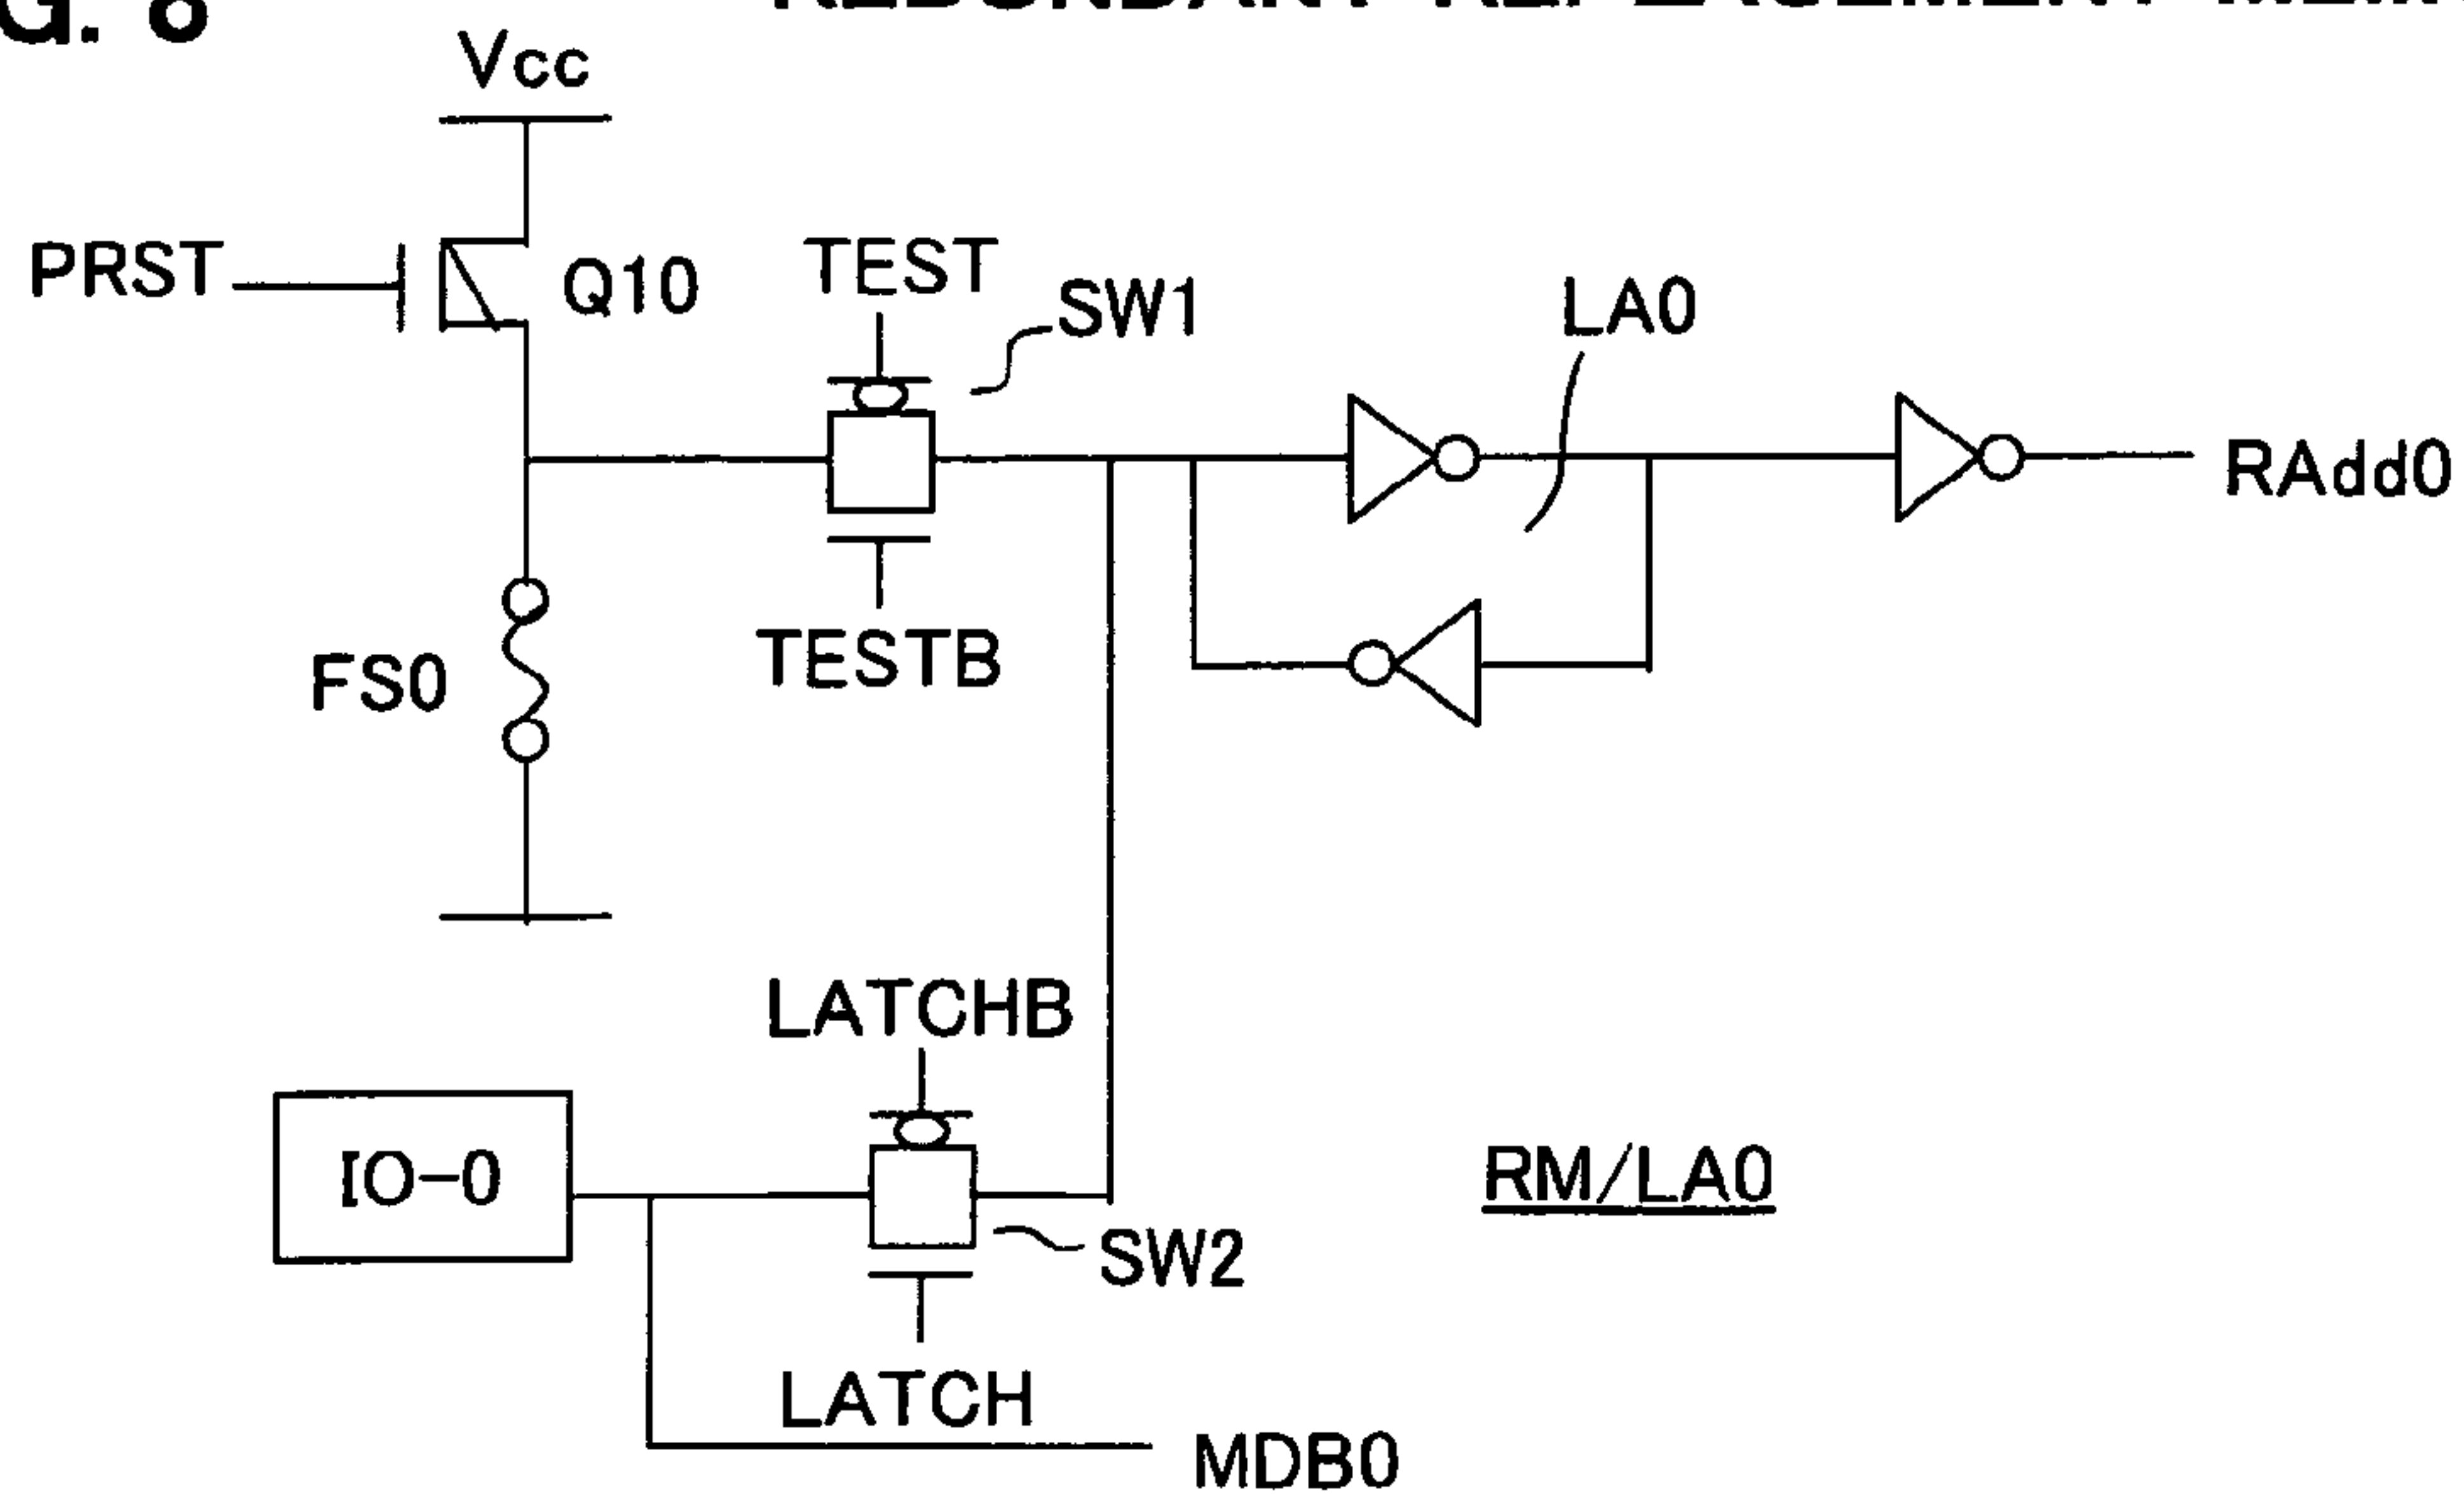 Vcc
PRST
Q10
TEST
SW1
LA0
RAdd0
TESTB
FS0
LATCHB
IO-0
RM/LA0
SW2
LATCH
MDB0